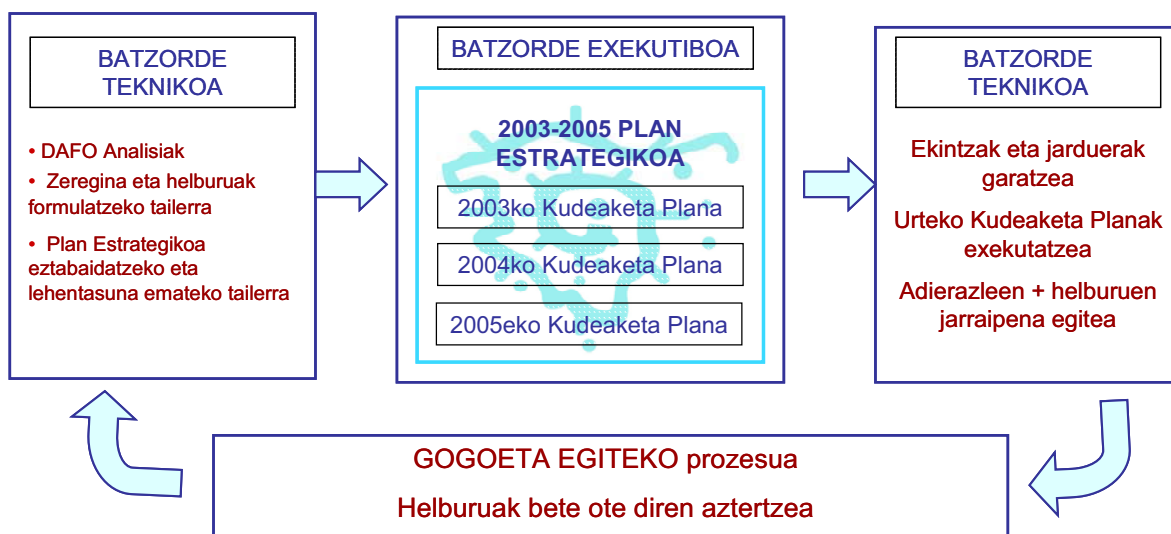 BATZORDE
TEKNIKOA
• DAFO Analisiak
• Zeregina eta helburuak
formulatzeko tailerra
• Plan Estrategikoa
eztabaidatzeko eta
lehentasuna emateko tailerra
BATZORDE EXEKUTIBOA
2003-2005 PLAN
ESTRATEGIKOA
2003ko Kudeaketa Plana
2004ko Kudeaketa Plana
2005eko Kudeaketa Plana
BATZORDE
TEKNIKOA
Ekintzak eta jarduerak
garatzea
Urteko Kudeaketa Planak
exekutatzea
Adierazleen + helburuen
jarraipena egitea
GOGOETA EGITEKO prozesua
Helburuak bete ote diren aztertzea